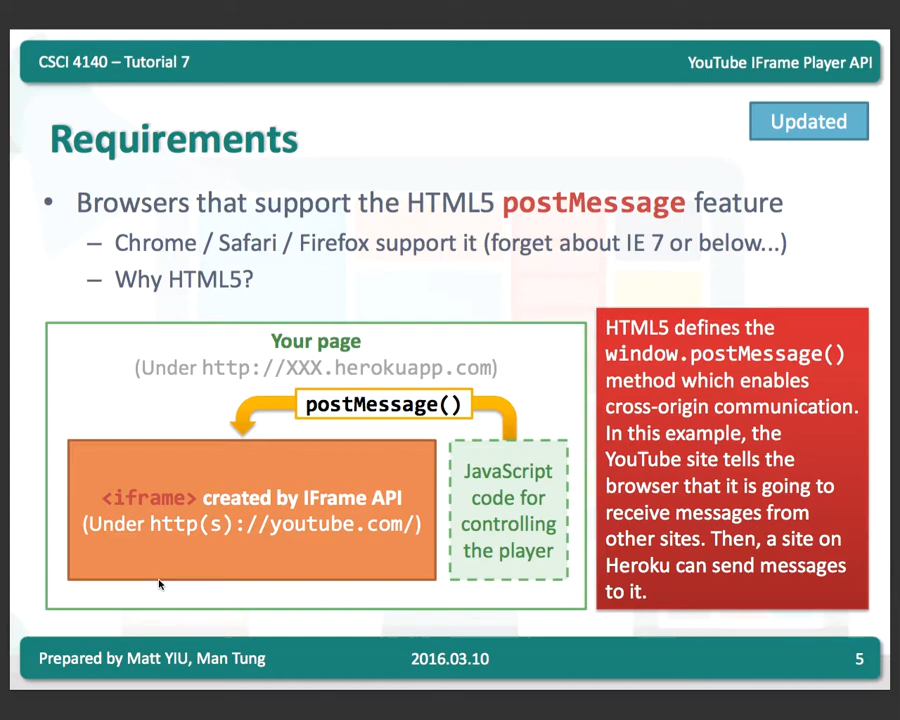 CSCI 4140 – Tutorial 7
YouTube IFrame Player API
Updated
Requirements
• Browsers that support the HTML5 postMessage feature
– Chrome / Safari / Firefox support it (forget about IE 7 or below...)
– Why HTML5?
Your page
(Under http://XXX.herokuapp.com)
postMessage()
<iframe> created by IFrame API
(Under http(s)://youtube.com/)
JavaScript
code for
controlling
the player
HTML5 defines the
window.postMessage()
method which enables
cross-origin communication.
In this example, the
YouTube site tells the
browser that it is going to
receive messages from
other sites. Then, a site on
Heroku can send messages
to it.
Prepared by Matt YIU, Man Tung
2016.03.10
5